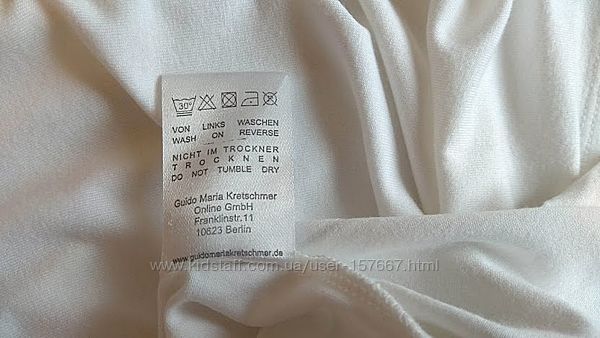 30°
VON LINKS WASCHEN
WASH ON REVERSE
NICHT IM TROCKNER
TROCKNEN
DO NOT TUMBLE DRY
Guido Maria Kretschmer
Online GmbH
Franklinstr.11
10623 Berlin
www.guidomariakretschmer.de
www.kidstaff.com.ua/user-157667.html